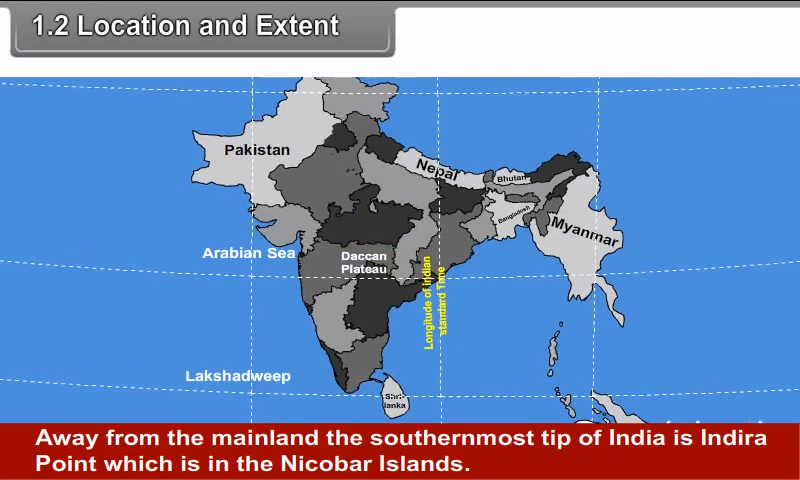 1.2 Location and Extent
Pakistan
Nepal
Bhutan
Bangladesh
Myanmar
Arabian Sea
Daccan
Plateau
Longitude of indian
standard Time
Lakshadweep
Shri
lanka
Away from the mainland the southernmost tip of India is Indira
Point which is in the Nicobar Islands.